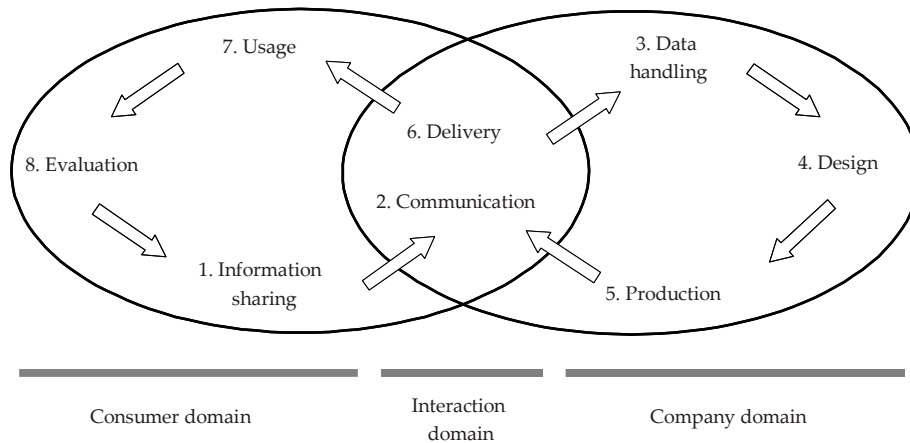 7. Usage
3. Data
handling
6. Delivery
8. Evaluation
4. Design
2. Communication
1. Information
sharing
5. Production
Consumer domain
Interaction
domain
Company domain